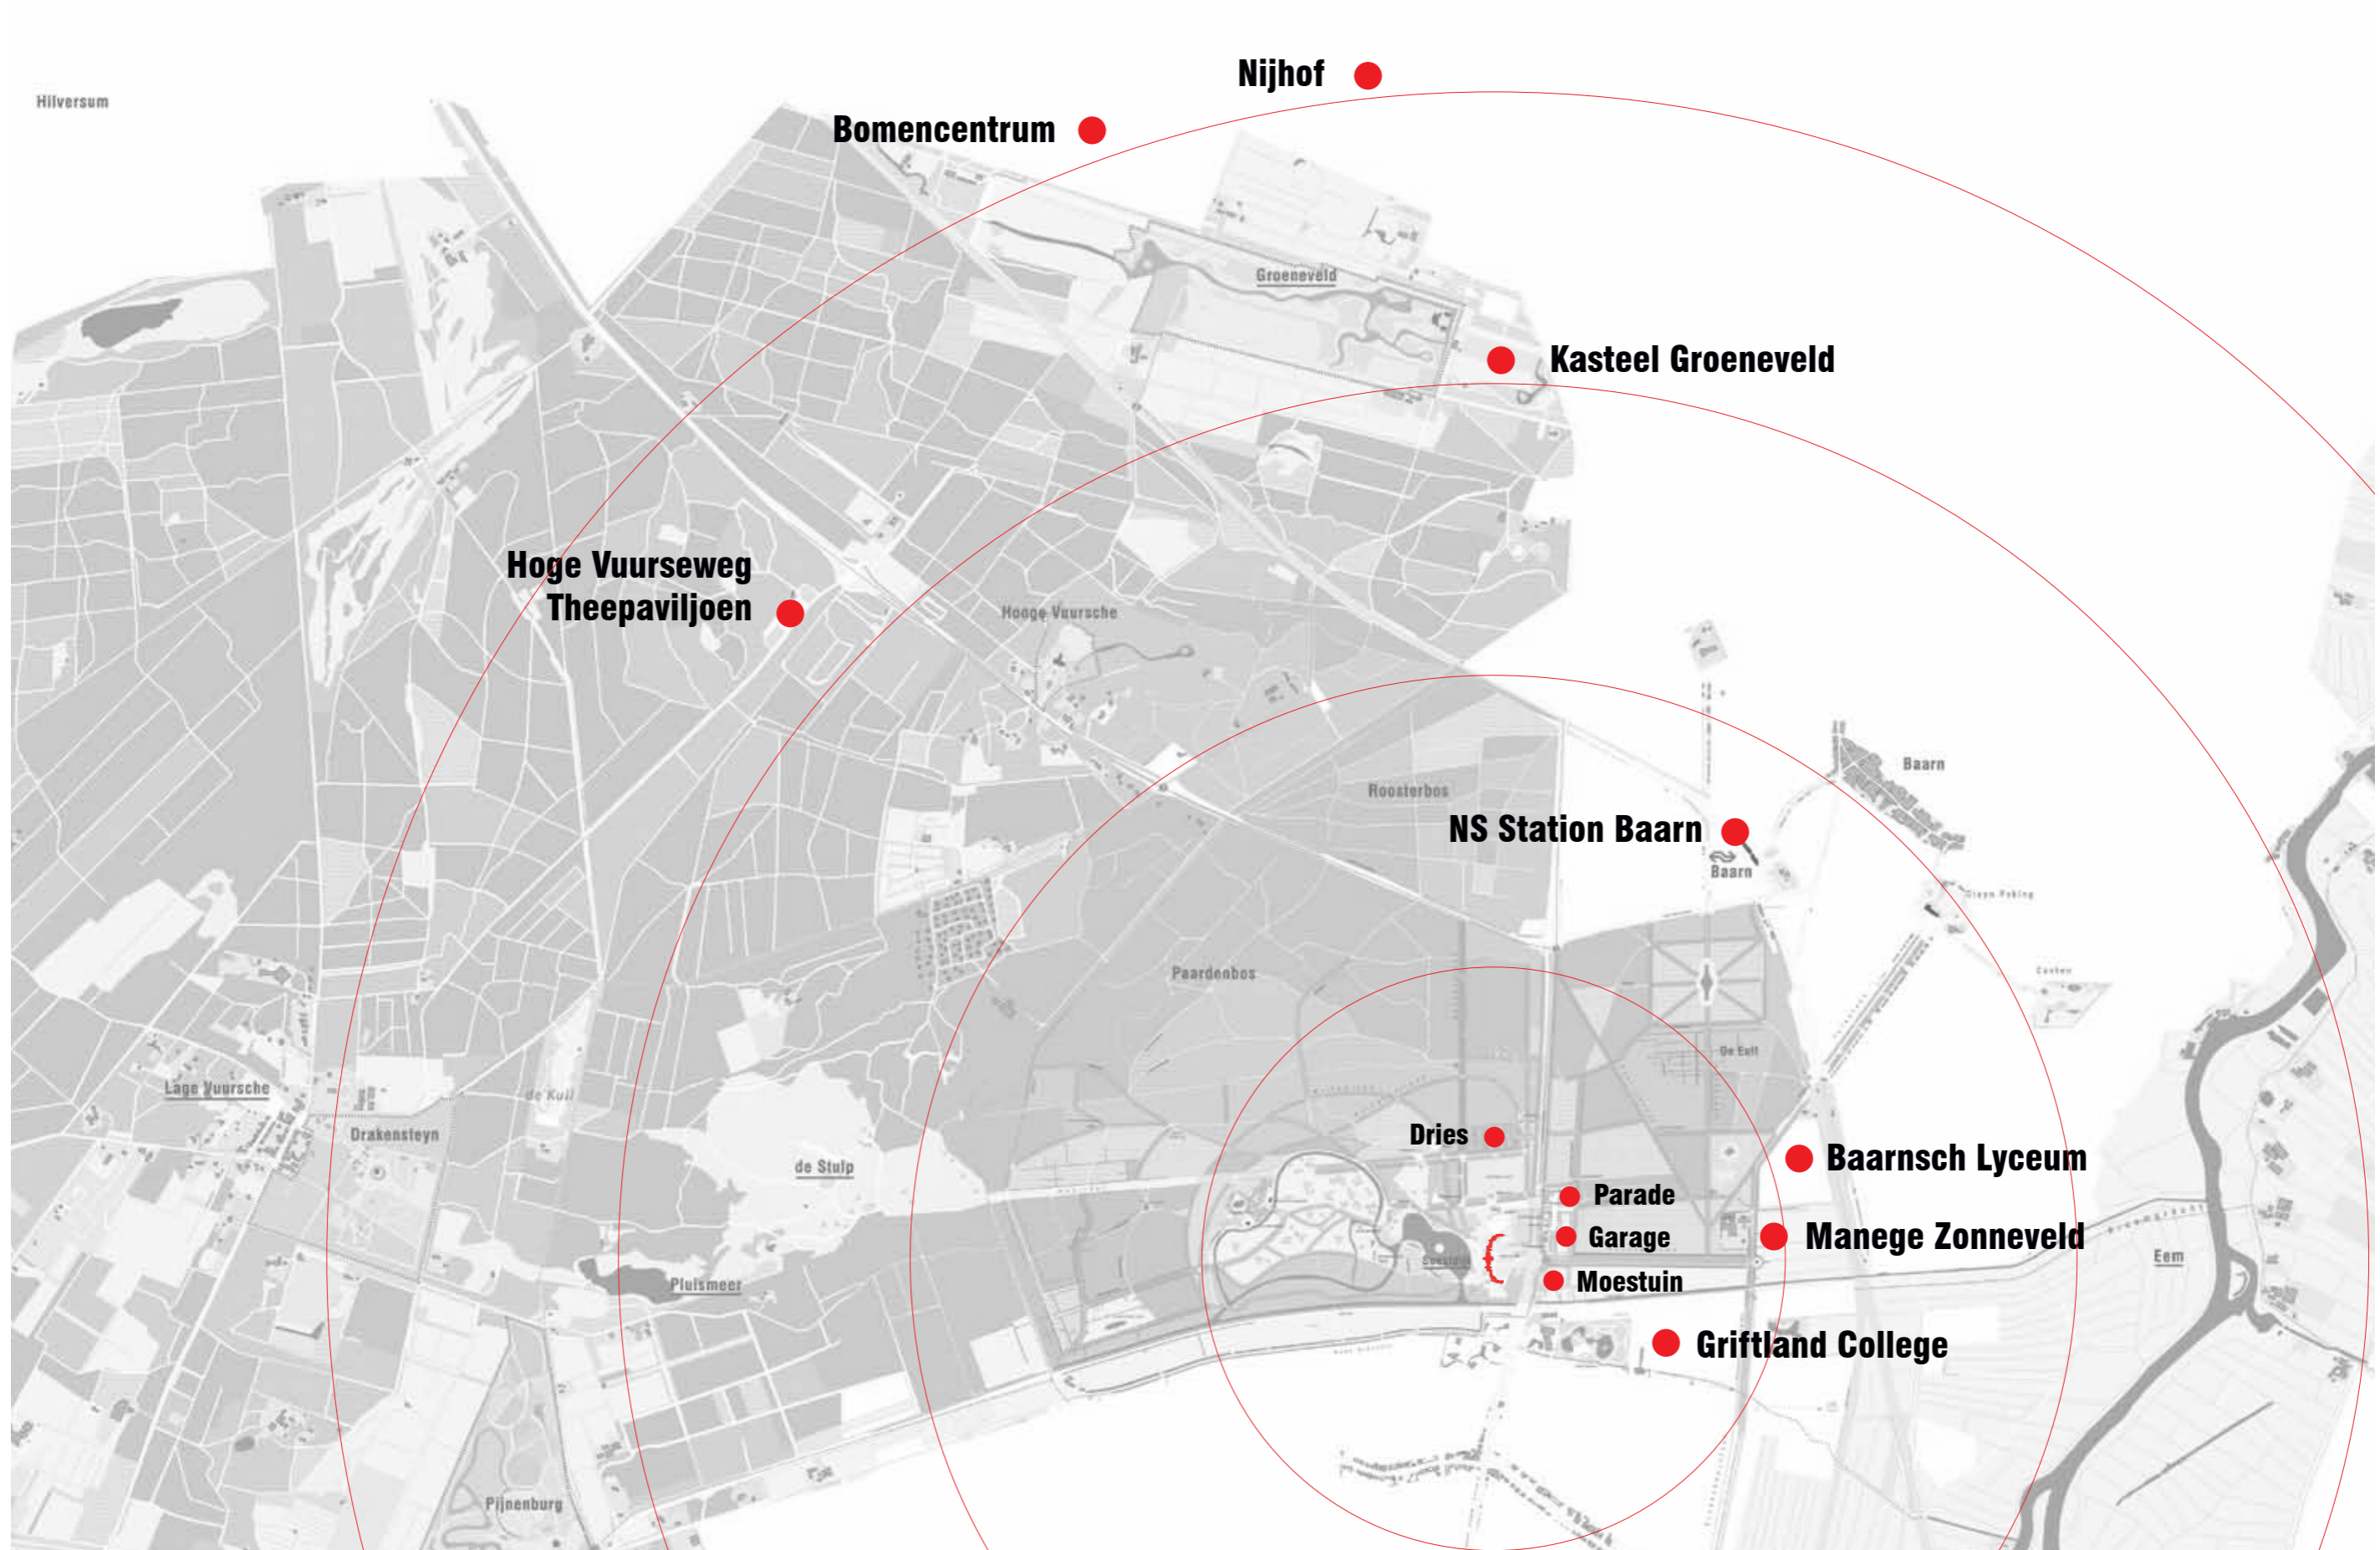 Nijhof
Hilversum
Bomencentrum
Groeneveld
Kasteel Groeneveld
Hoge Vuurseweg
Theepaviljoen
Hooge Vuursche
Baarn
Roosterbos
NS Station Baarn
Baarn
Paardenbos
De Eult
Lage Vuursche
de Kuil
Drakensteyn
Dries
de Stulp
Baarnsch Lyceum
Parade
Garage
Manege Zonneveld
Eem
Pluismeer
Moestuin
Griftland College
Pijnenburg